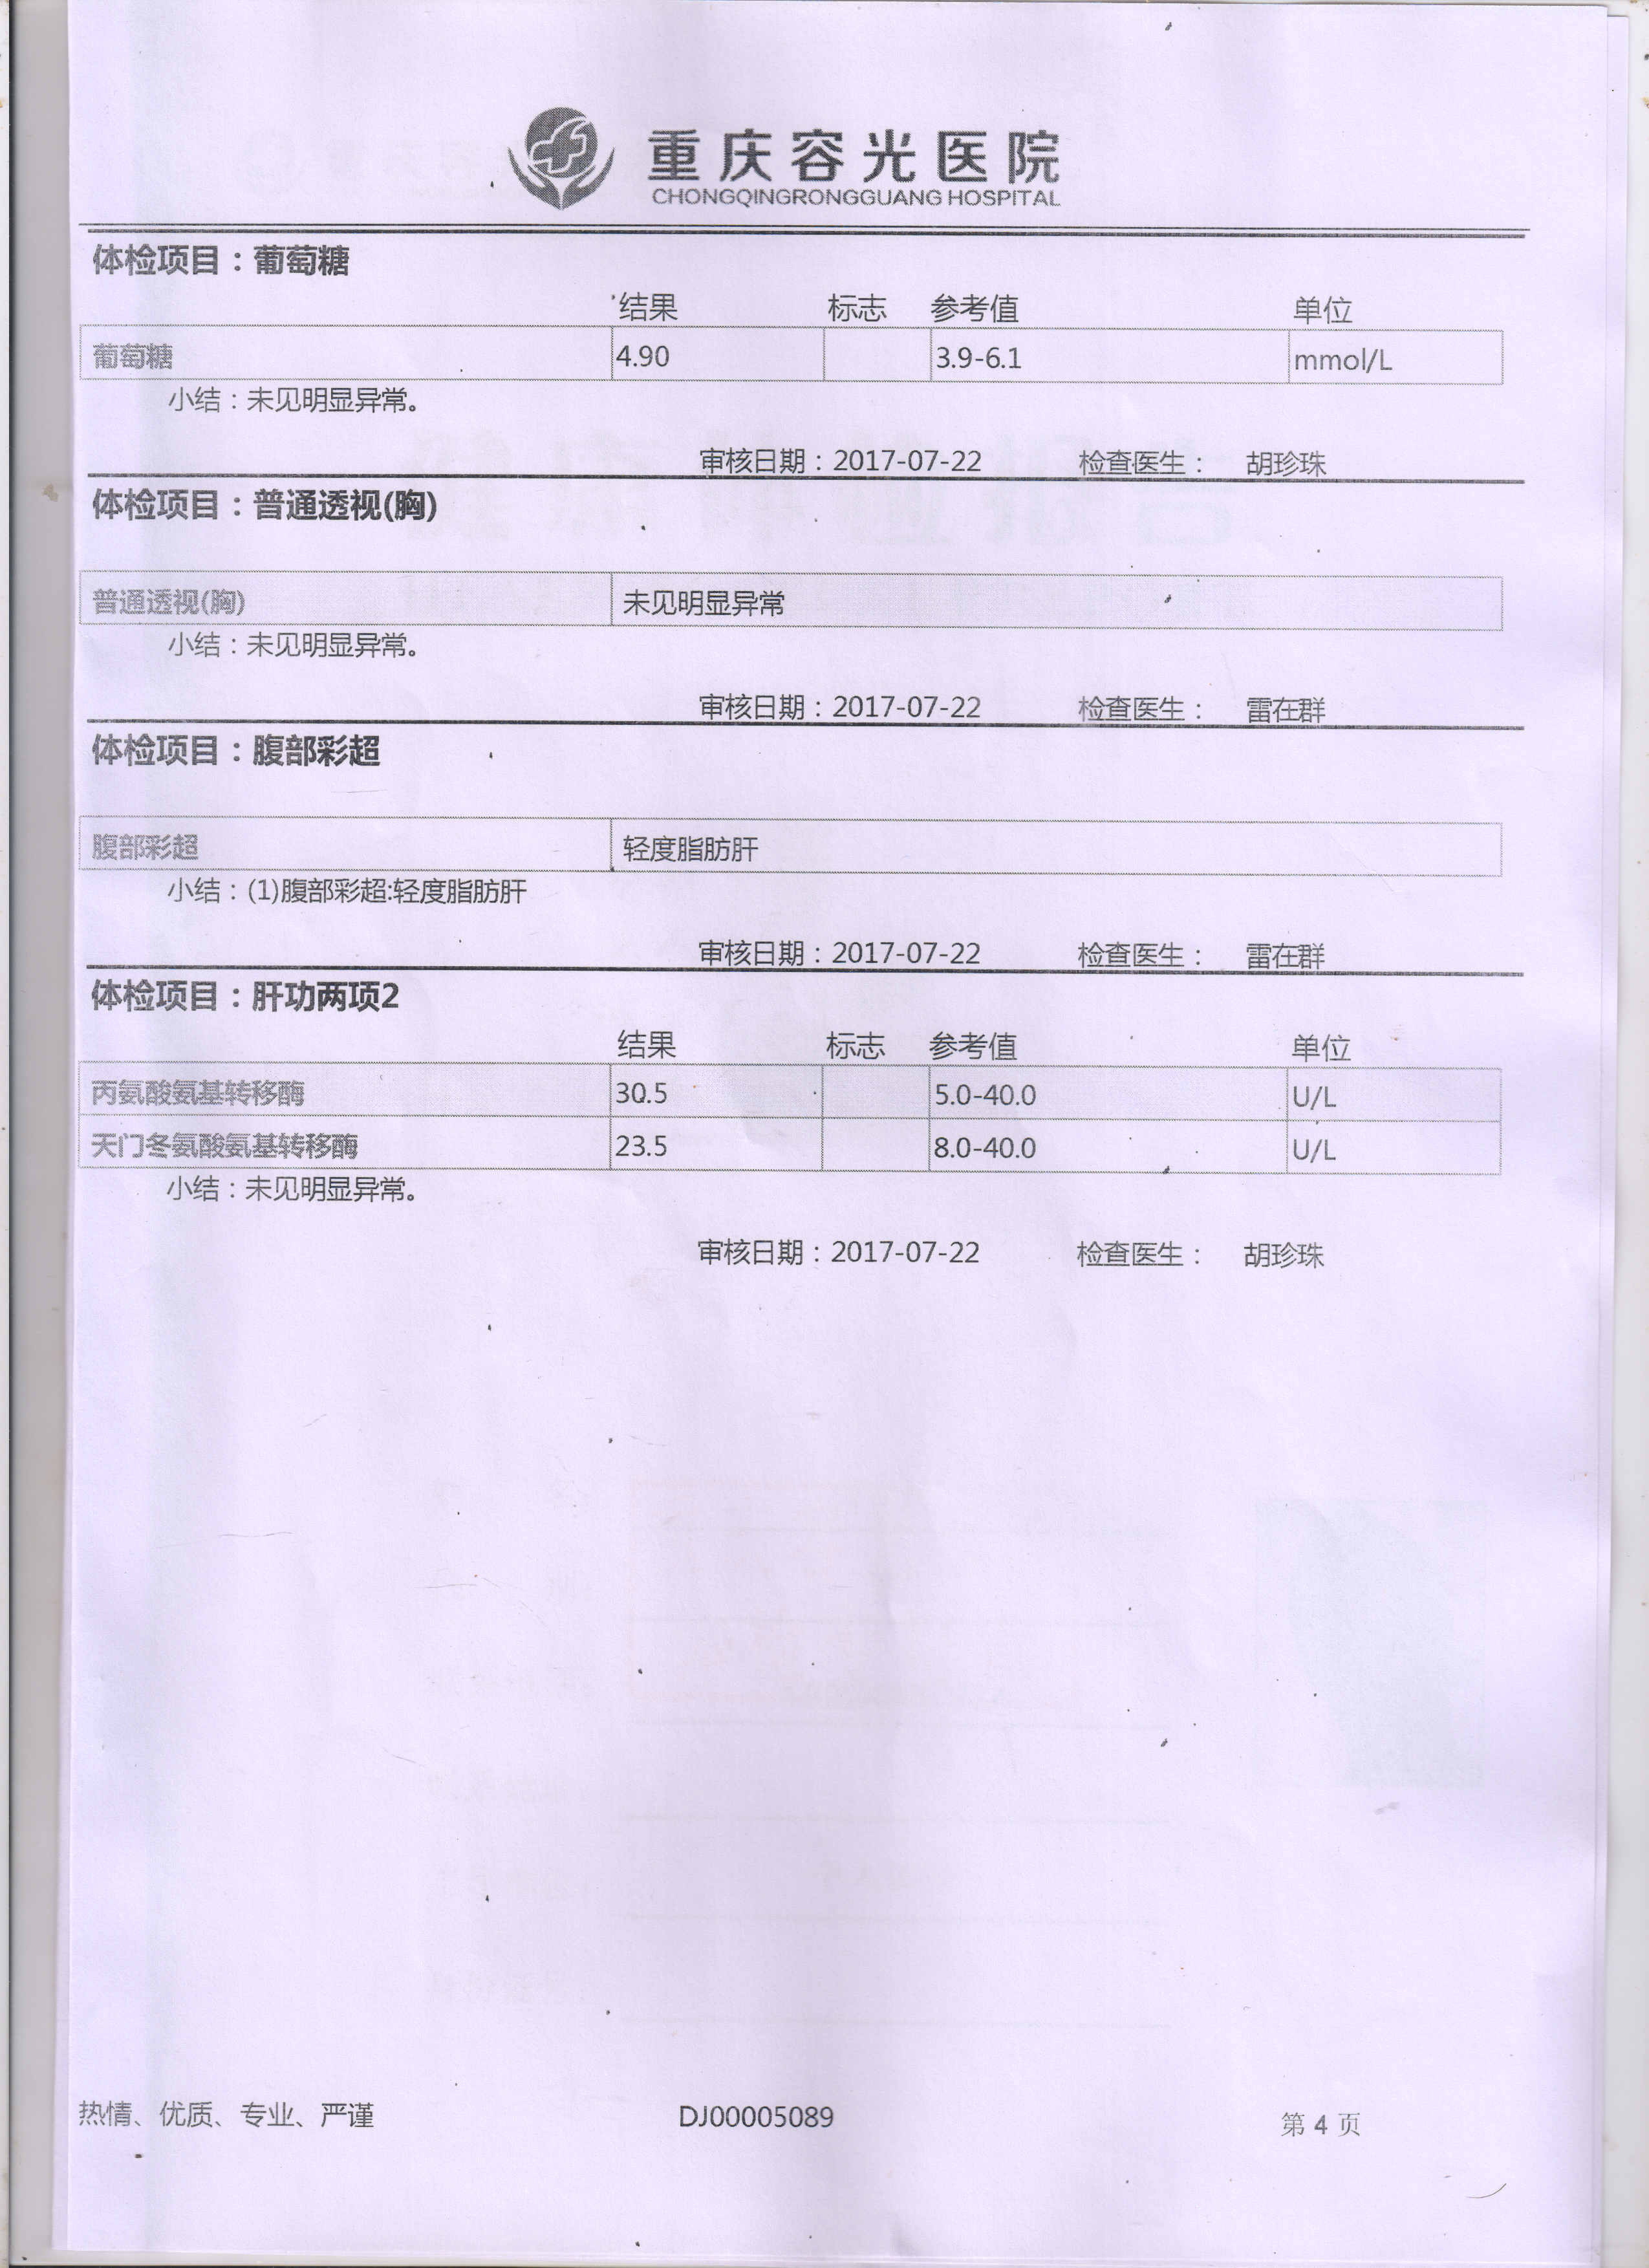 重庆容光医院
CHONGQINGRONGGUANG HOSPITAL
体检项目：葡萄糖
结果 标志 参考值 单位
葡萄糖 4.90 3.9-6.1 mmol/L
小结：未见明显异常。
审核日期：2017-07-22 检查医生： 胡珍珠
体检项目：普通透视(胸)
普通透视(胸) 未见明显异常
小结：未见明显异常。
审核日期：2017-07-22 检查医生： 雷在群
体检项目：腹部彩超
腹部彩超 轻度脂肪肝
小结：(1)腹部彩超:轻度脂肪肝
审核日期：2017-07-22 检查医生： 雷在群
体检项目：肝功两项2
结果 标志 参考值 单位
丙氨酸氨基转移酶 30.5 5.0-40.0 U/L
天门冬氨酸氨基转移酶 23.5 8.0-40.0 U/L
小结：未见明显异常。
审核日期：2017-07-22 检查医生： 胡珍珠
热情、优质、专业、严谨 DJ00005089 第 4 页